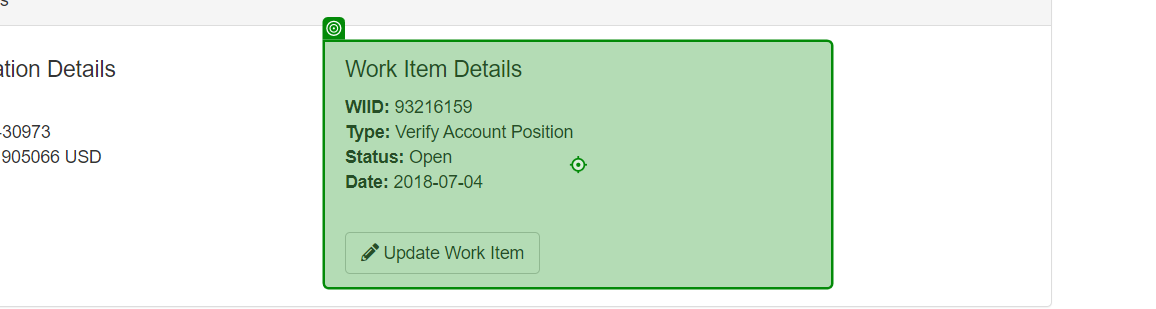 ation Details
30973
905066 USD
Work Item Details
WIID: 93216159
Type: Verify Account Position
Status: Open
Date: 2018-07-04
Update Work Item